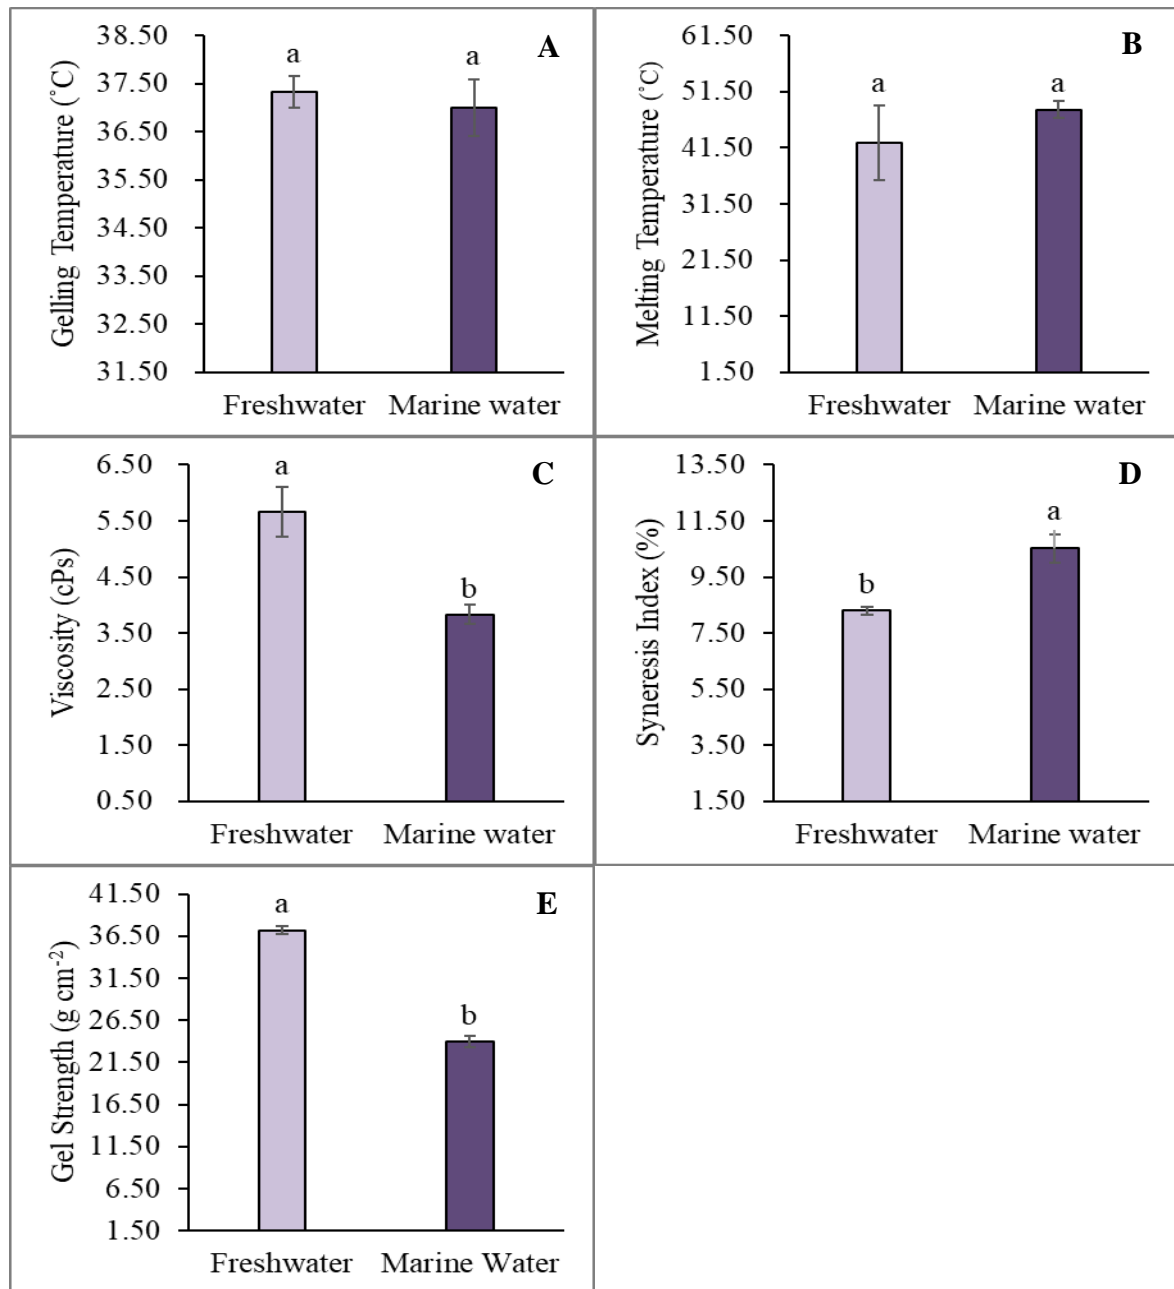 A
Gelling Temperature (˚C)
38.50
37.50
36.50
35.50
34.50
33.50
32.50
31.50
a
a
Freshwater
Marine water
B
Melting Temperature (˚C)
61.50
51.50
41.50
31.50
21.50
11.50
1.50
a
a
Freshwater
Marine water
C
Viscosity (cPs)
6.50
5.50
4.50
3.50
2.50
1.50
0.50
a
b
Freshwater
Marine water
D
Syneresis Index (%)
13.50
11.50
9.50
7.50
5.50
3.50
1.50
b
a
Freshwater
Marine water
E
Gel Strength (g cm-2)
41.50
36.50
31.50
26.50
21.50
16.50
11.50
6.50
1.50
a
b
Freshwater
Marine Water